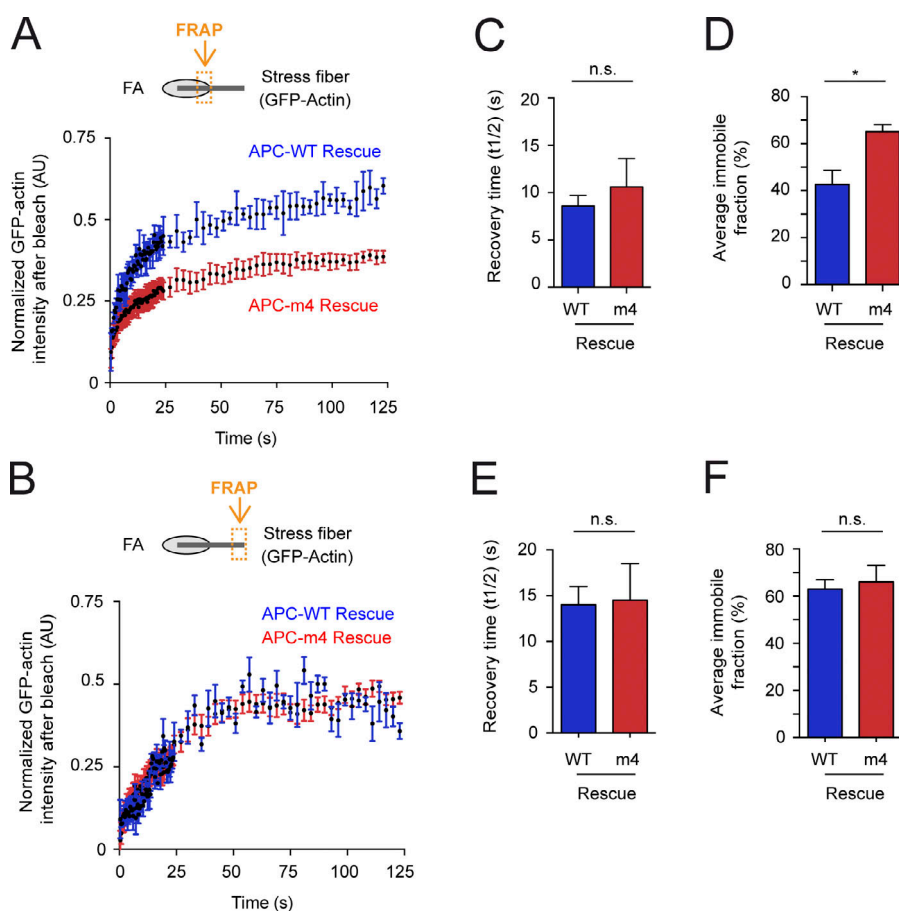 A
FRAP
FA
Stress fiber
(GFP-Actin)
Normalized GFP-actin
intensity after bleach (AU)
0.75
0.5
0.25
0
APC-WT Rescue
APC-m4 Rescue
0 25 50 75 100 125
Time (s)
B
FRAP
FA
Stress fiber
(GFP-Actin)
Normalized GFP-actin
intensity after bleach (AU)
0.75
0.5
0.25
0
APC-WT Rescue
APC-m4 Rescue
0 25 50 75 100 125
Time (s)
C
n.s.
Recovery time (t1/2) (s)
20
15
10
5
0
WT m4
Rescue
D
*
Average immobile
fraction (%)
80
60
40
20
0
WT m4
Rescue
E
n.s.
Recovery time (t1/2) (s)
20
15
10
5
0
WT m4
Rescue
F
n.s.
Average immobile
fraction (%)
80
60
40
20
0
WT m4
Rescue